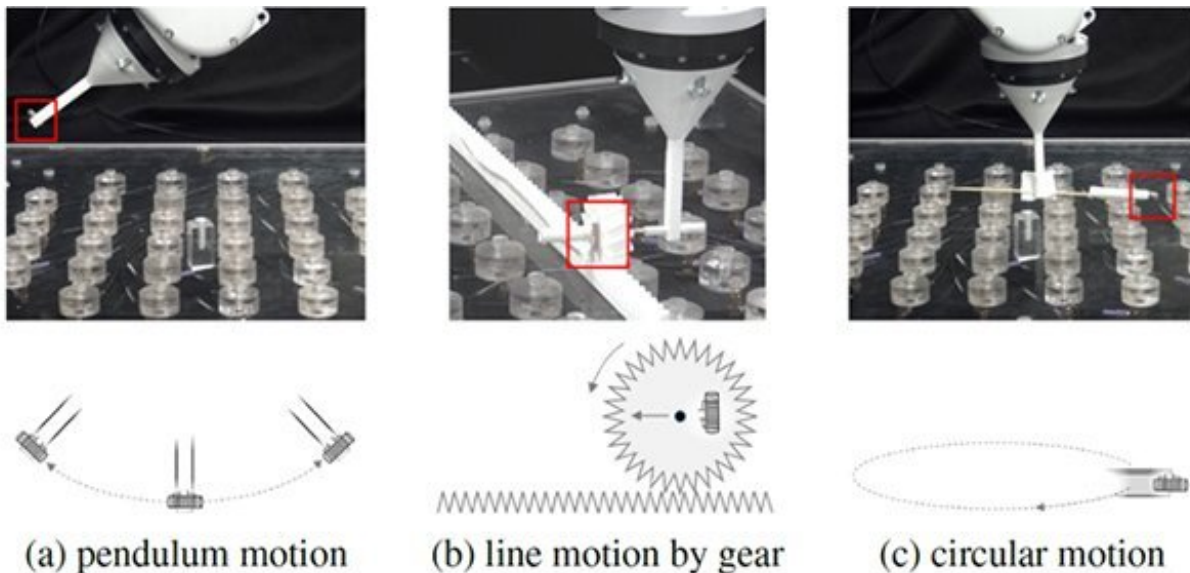 (a) pendulum motion
(b) line motion by gear
(c) circular motion